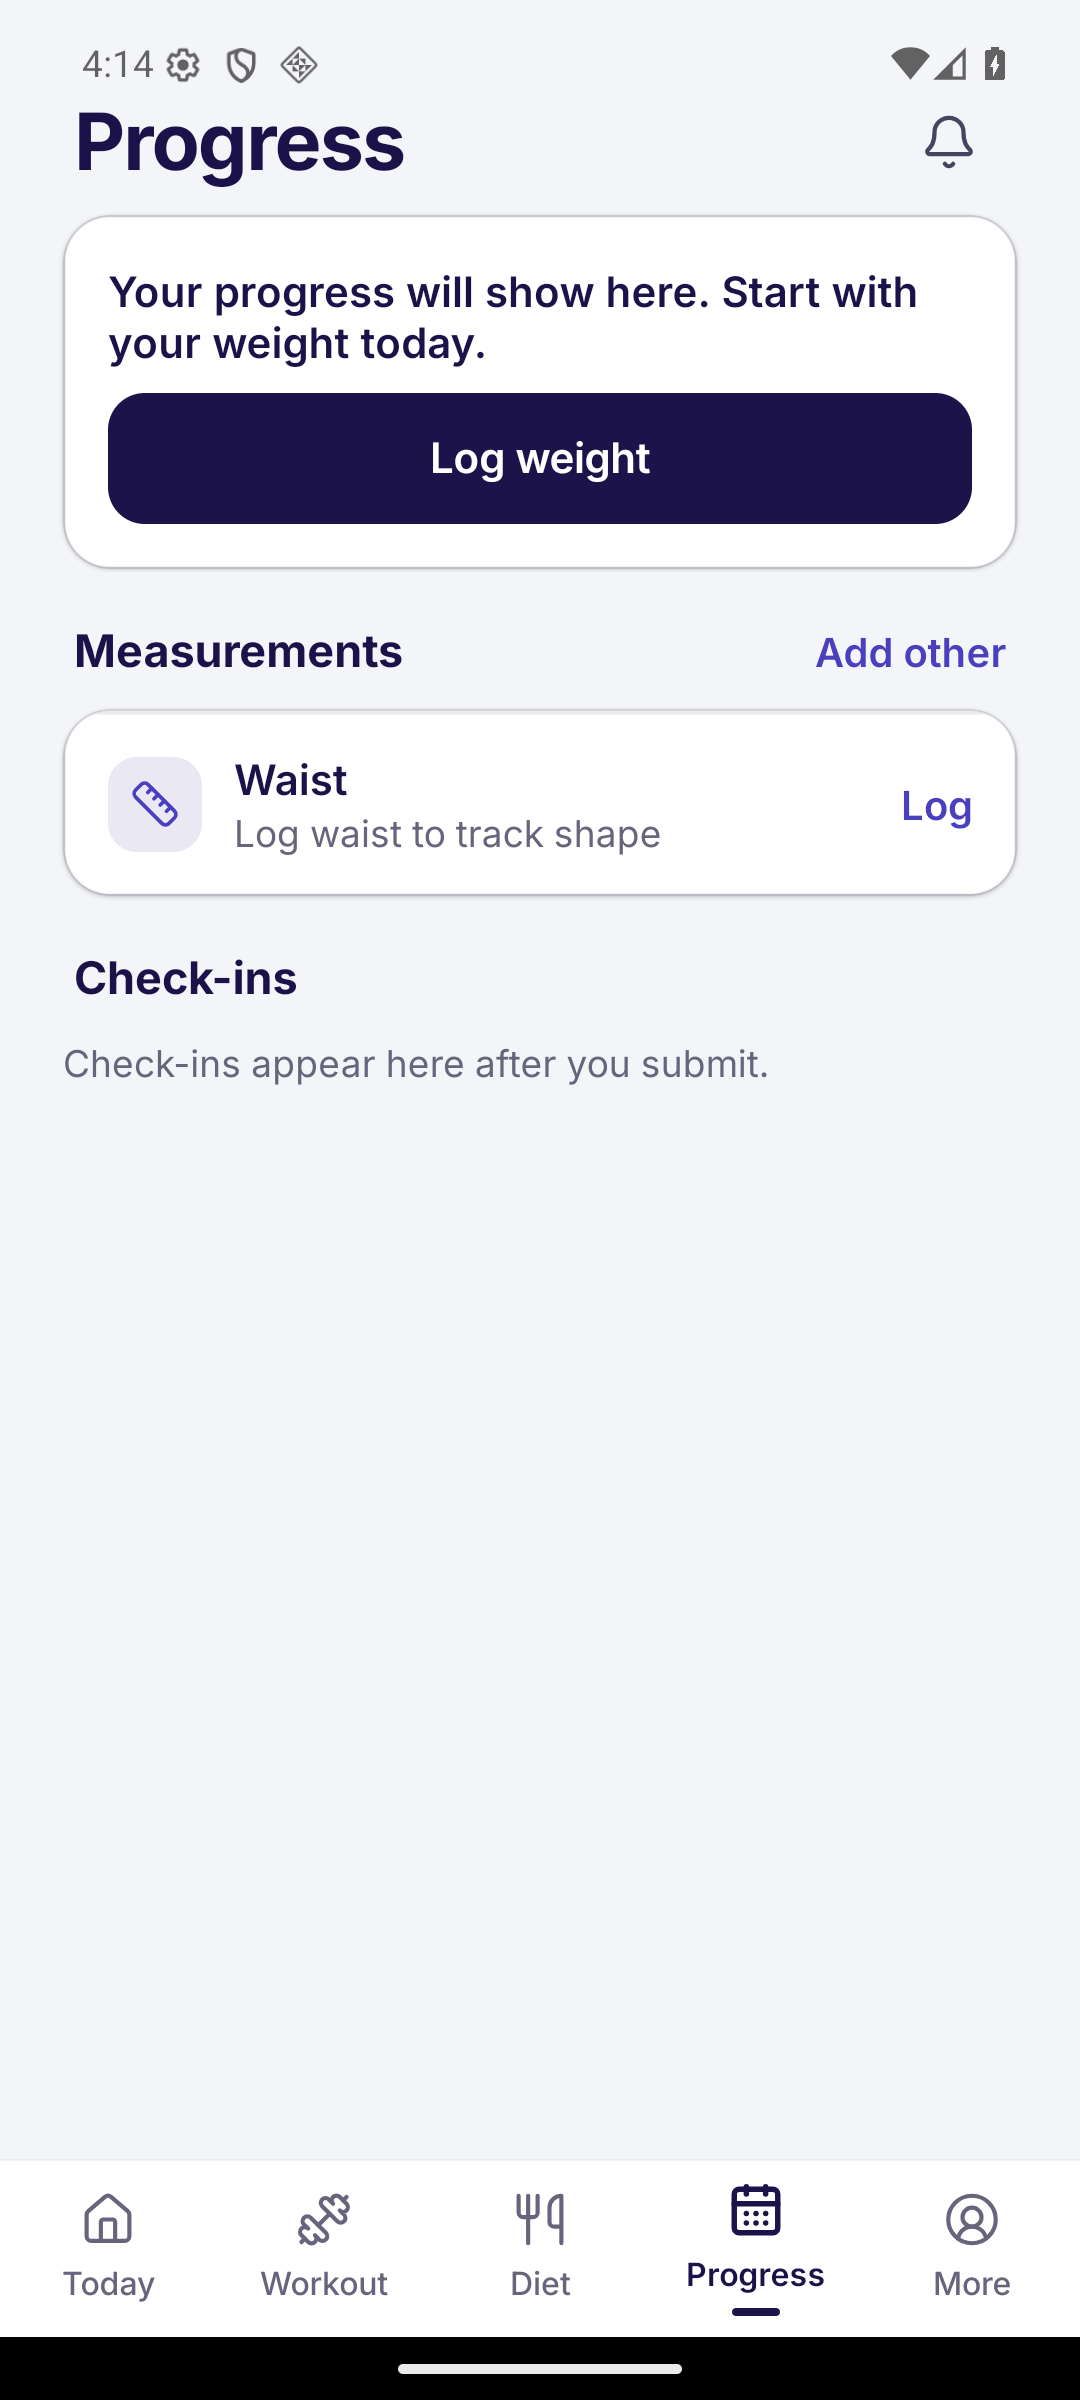 4:14
Progress
Your progress will show here. Start with
your weight today.
Log weight
Measurements
Add other
Waist
Log waist to track shape
Log
Check-ins
Check-ins appear here after you submit.
Today
Workout
Diet
Progress
More